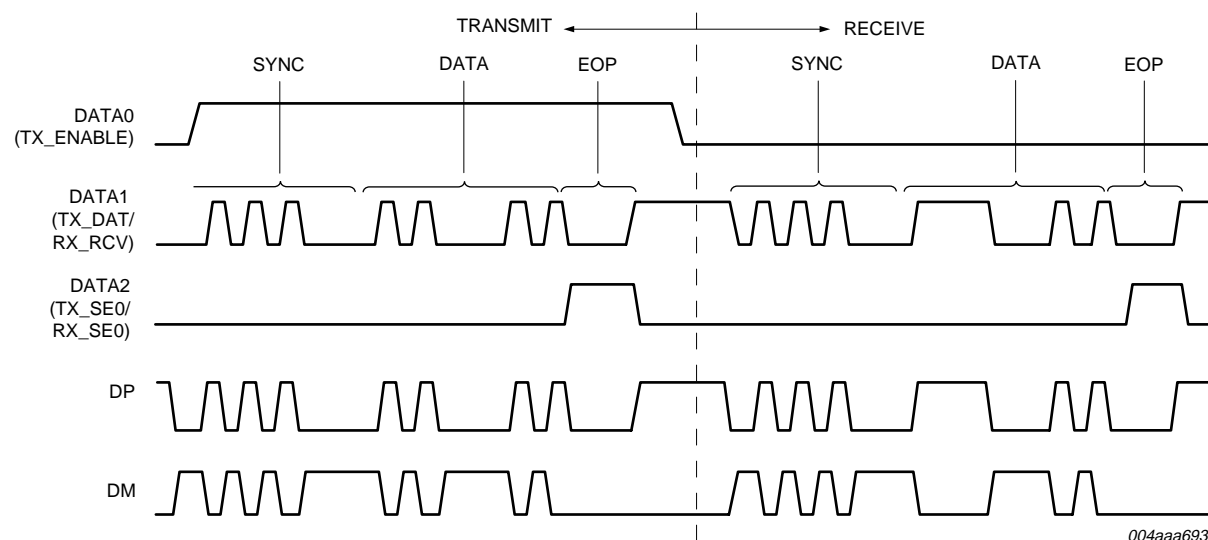 TRANSMIT
RECEIVE
SYNC
DATA
EOP
SYNC
DATA
EOP
DATA0
(TX_ENABLE)
DATA1
(TX_DAT/
RX_RCV)
DATA2
(TX_SE0/
RX_SE0)
DP
DM
004aaa693